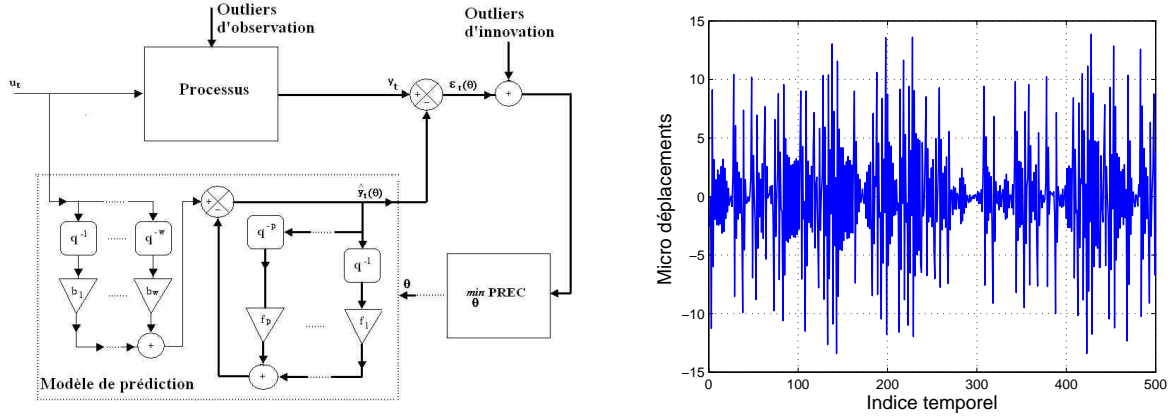 Outliers
d'observation
Outliers
d'innovation
u_t
Processus
y_t
+
−
ε_t(θ)
+
ŷ_t(θ)
+
−
q^-1
......
q^-w
q^-p
......
q^-1
b_1
......
b_w
f_p
......
f_1
+
+
Modèle de prédiction
θ
min PREC
θ
15
10
5
0
−5
−10
−15
0
100
200
300
400
500
Micro déplacements
Indice temporel